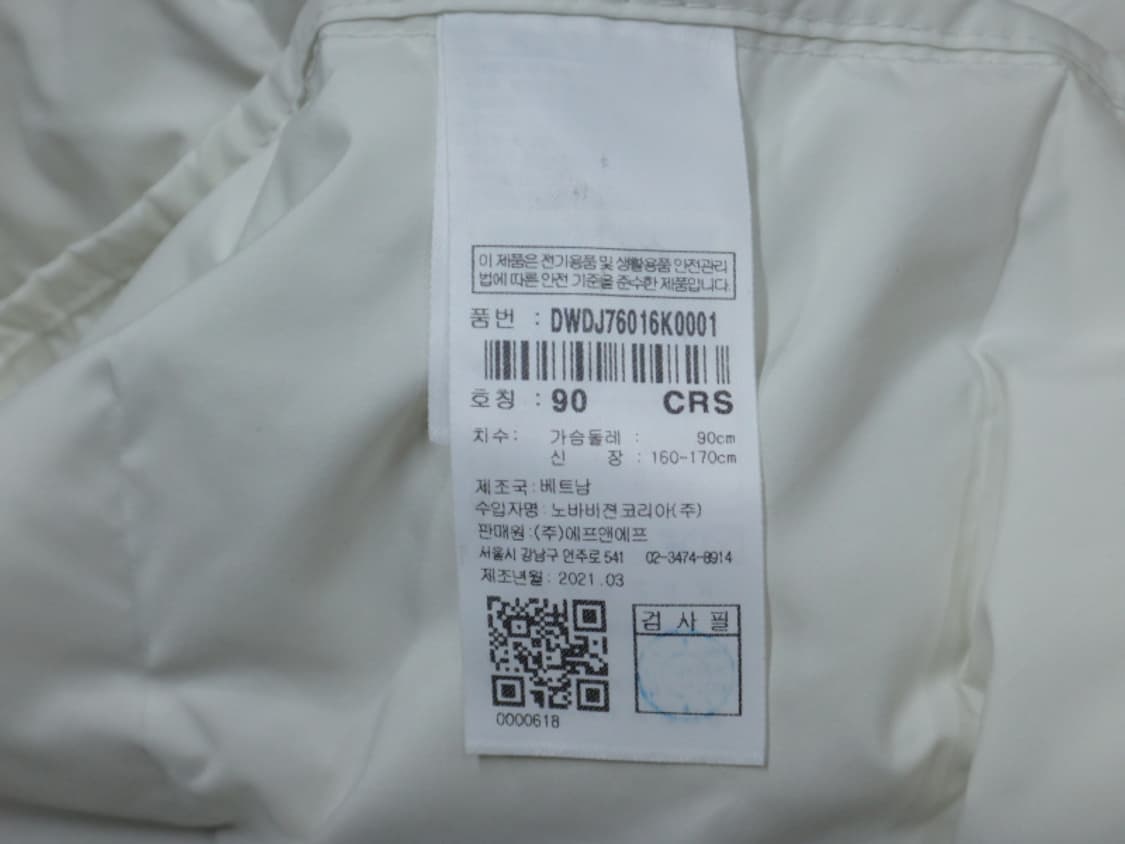 이 제품은 전기용품 및 생활용품 안전관리
법에 따른 안전 기준을 준수한 제품입니다.
품번 : DWDJ76016K0001
호칭 : 90 CRS
치수: 가슴둘레 : 90cm
신 장 : 160-170cm
제조국:베트남
수입자명: 노바비젼코리아(주)
판매원:(주)에프앤에프
서울시 강남구 언주로 541 02-3474-8914
제조년월: 2021.03
검 사 필
0000618